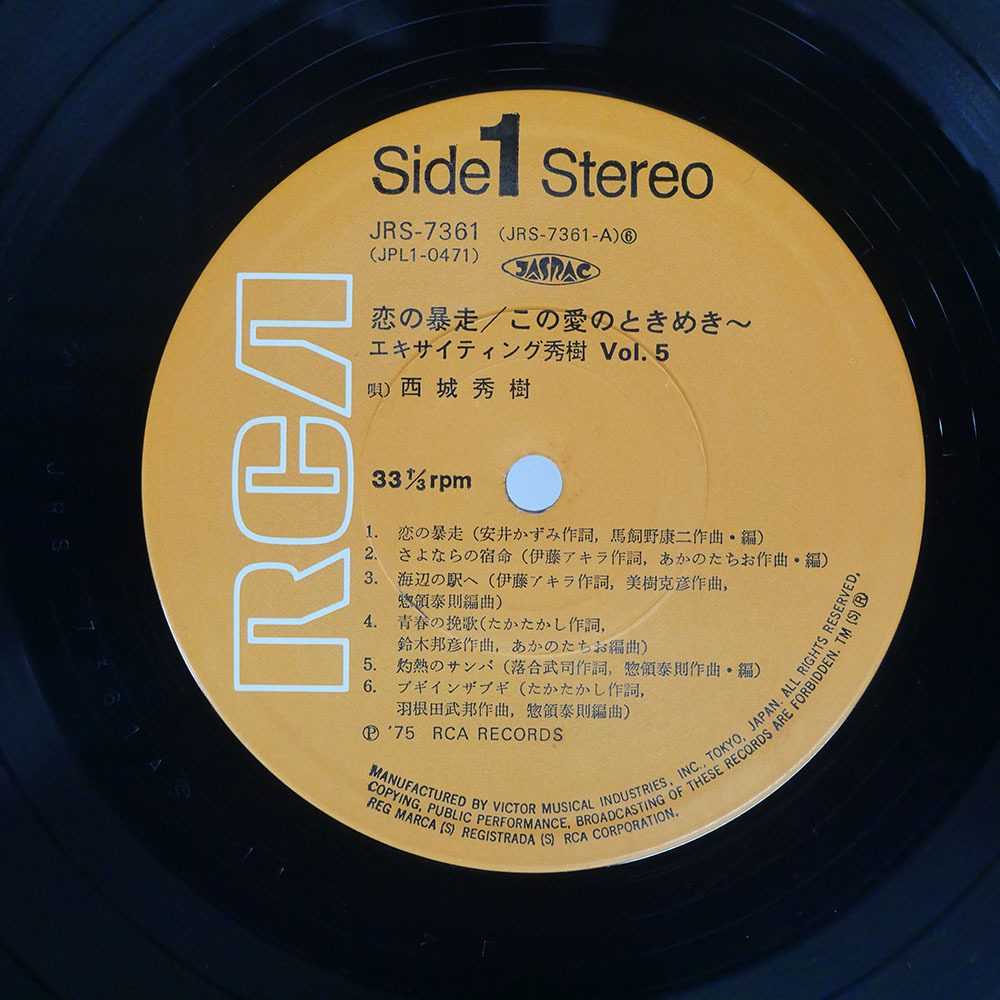 Side 1 Stereo
JRS-7361 (JRS-7361-A)⑥
(JPL1-0471)
JASRAC
恋の暴走/この愛のときめき〜
エキサイティング秀樹 Vol. 5
唄) 西城秀樹
RCA
33 1/3 rpm
1. 恋の暴走 (安井かずみ作詞, 馬飼野康二作曲・編)
2. さよならの宿命 (伊藤アキラ作詞, あかのたちお作曲・編)
3. 海辺の駅へ (伊藤アキラ作詞, 美樹克彦作曲,
惣領泰則編曲)
4. 青春の挽歌 (たかたかし作詞,
鈴木邦彦作曲, あかのたちお編曲)
5. 灼熱のサンバ (落合武司作詞, 惣領泰則作曲・編)
6. ブギインザブギ (たかたかし作詞,
羽根田武邦作曲, 惣領泰則編曲)
Ⓟ '75 RCA RECORDS
MANUFACTURED BY VICTOR MUSICAL INDUSTRIES, INC., TOKYO, JAPAN. ALL RIGHTS RESERVED.
COPYING, PUBLIC PERFORMANCE, BROADCASTING OF THESE RECORDS ARE FORBIDDEN. TM (S) ®
REG MARCA (S) REGISTRADA (S) RCA CORPORATION.